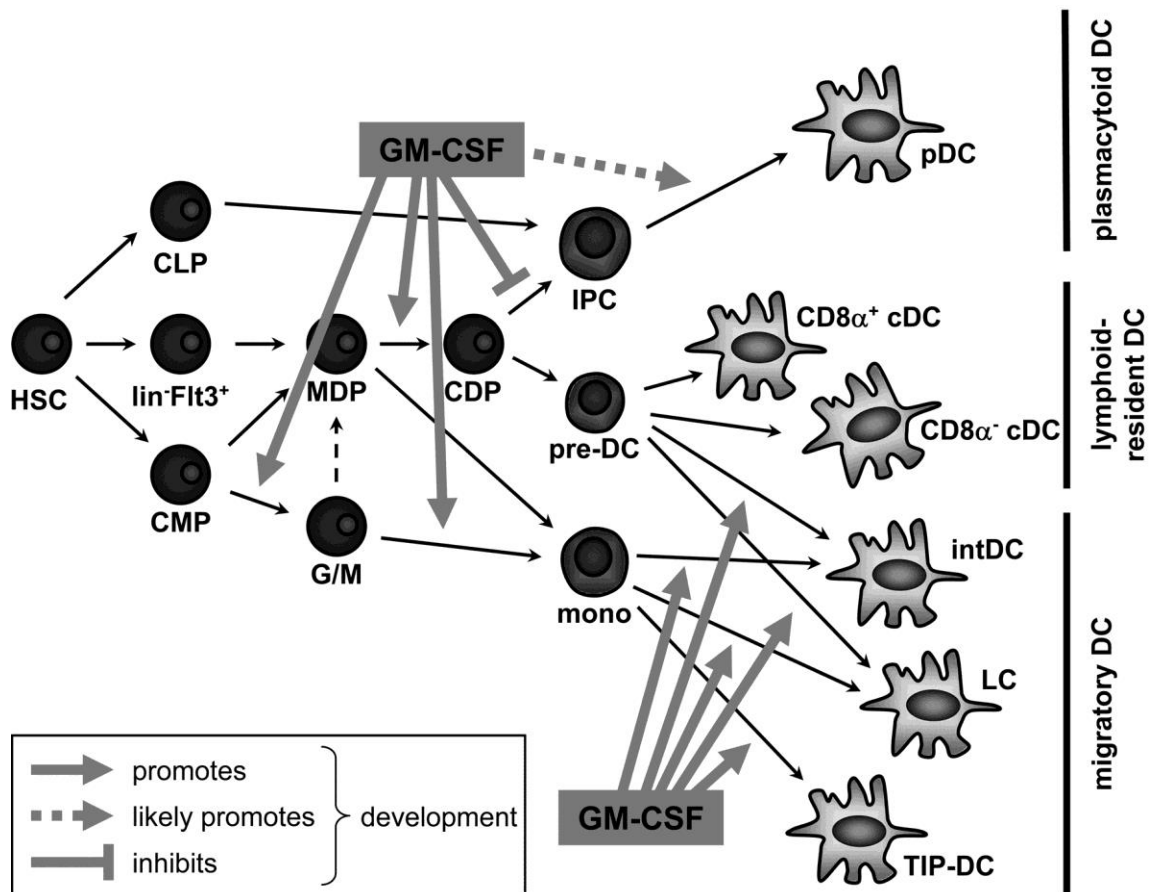 plasmacytoid DC
GM-CSF
pDC
CLP
IPC
CD8α⁺ cDC
lymphoid-
resident DC
HSC
lin⁻Flt3⁺
MDP
CDP
pre-DC
CD8α⁻ cDC
CMP
G/M
mono
intDC
LC
migratory DC
TIP-DC
GM-CSF
promotes
likely promotes
inhibits
development